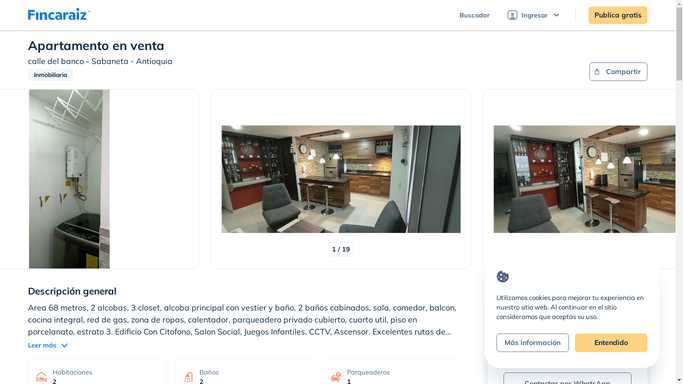 Fincaraiz
Buscador
Ingresar
Publica gratis
Apartamento en venta
calle del banco - Sabaneta - Antioquia
Inmobiliaria
Compartir
1 / 19
Descripción general
Area 68 metros, 2 alcobas, 3 closet, alcoba principal con vestier y baño, 2 baños cabinados, sala, comedor, balcon,
cocina integral, red de gas, zona de ropas, calentador, parqueadero privado cubierto, cuarto util, piso en
porcelanato, estrato 3. Edificio Con Citofono, Salon Social, Juegos Infantiles. CCTV, Ascensor. Excelentes rutas de...
Leer más
Habitaciones
2
Baños
2
Parqueaderos
1
Utilizamos cookies para mejorar tu experiencia en
nuestro sitio web. Al continuar en el sitio
consideramos que aceptas su uso.
Más información
Entendido
Contactar por WhatsApp